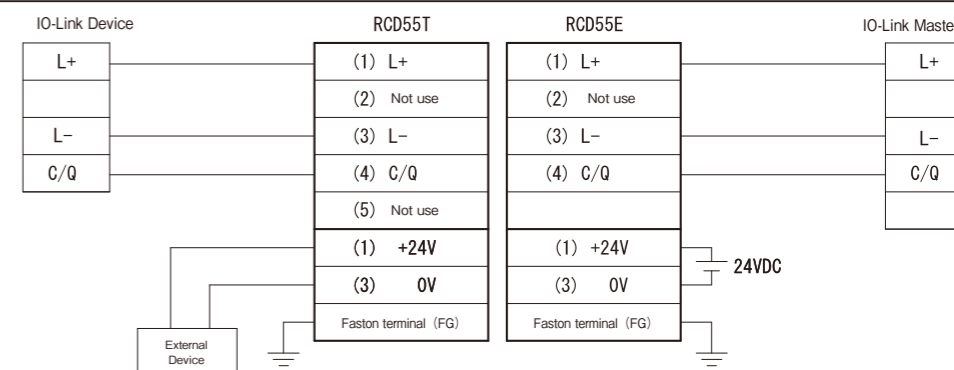 IO-Link Device
RCD55T
RCD55E
IO-Link Maste
L+
(1) L+
(1) L+
L+
(2) Not use
(2) Not use
L−
(3) L−
(3) L−
L−
C/Q
(4) C/Q
(4) C/Q
C/Q
(5) Not use
(1) +24V
(1) +24V
24VDC
(3) 0V
(3) 0V
Faston terminal (FG)
Faston terminal (FG)
External
Device